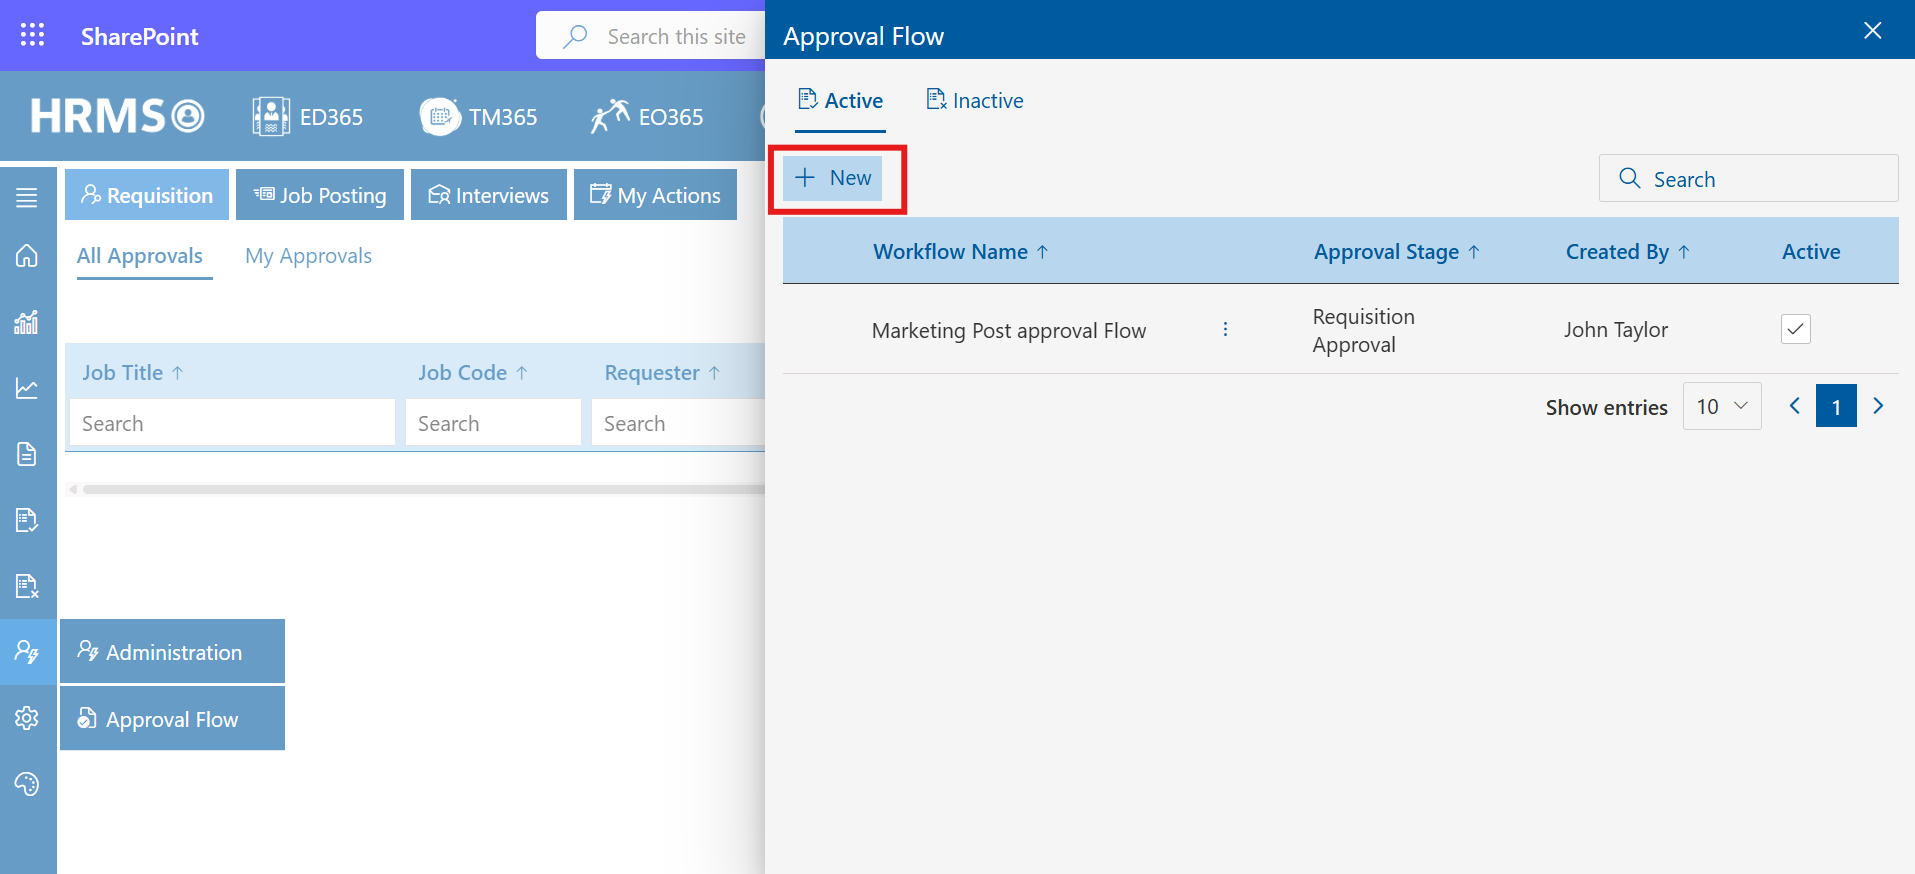 SharePoint
Search this site
HRMS
ED365
TM365
EO365
Requisition
Job Posting
Interviews
My Actions
All Approvals
My Approvals
Job Title ↑
Job Code ↑
Requester ↑
Search
Search
Search
Administration
Approval Flow
Approval Flow
Active
Inactive
+ New
Search
Workflow Name ↑
Approval Stage ↑
Created By ↑
Active
Marketing Post approval Flow
Requisition
Approval
John Taylor
Show entries
10
1